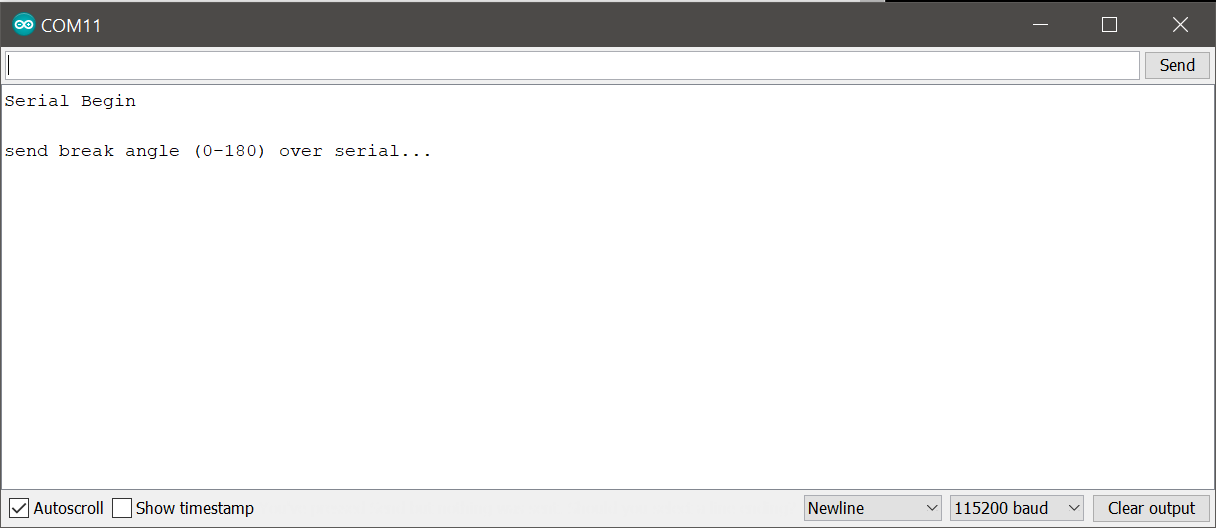 COM11
Send
Serial Begin
send break angle (0-180) over serial...
Autoscroll Show timestamp Newline 115200 baud Clear output